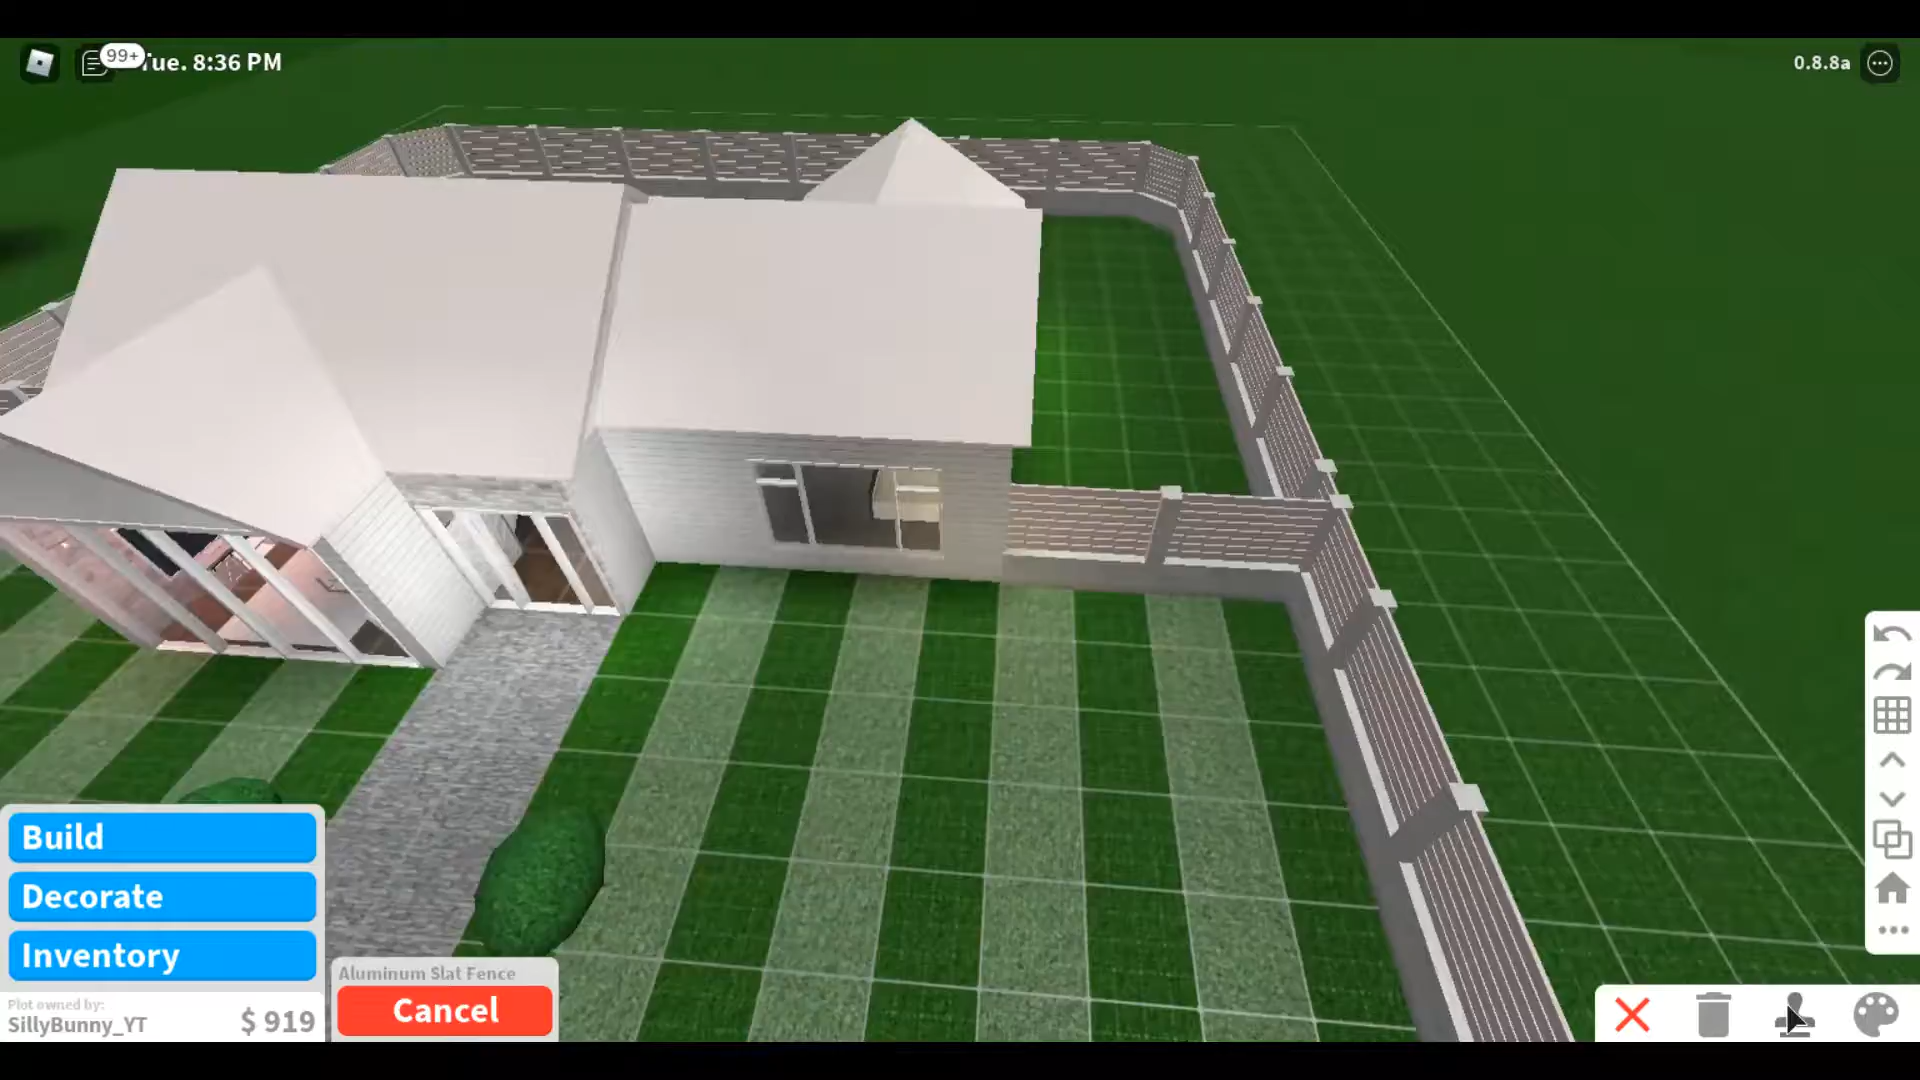 99+
Tue. 8:36 PM
0.8.8a
Build
Decorate
Inventory
Plot owned by:
SillyBunny_YT
$ 919
Aluminum Slat Fence
Cancel